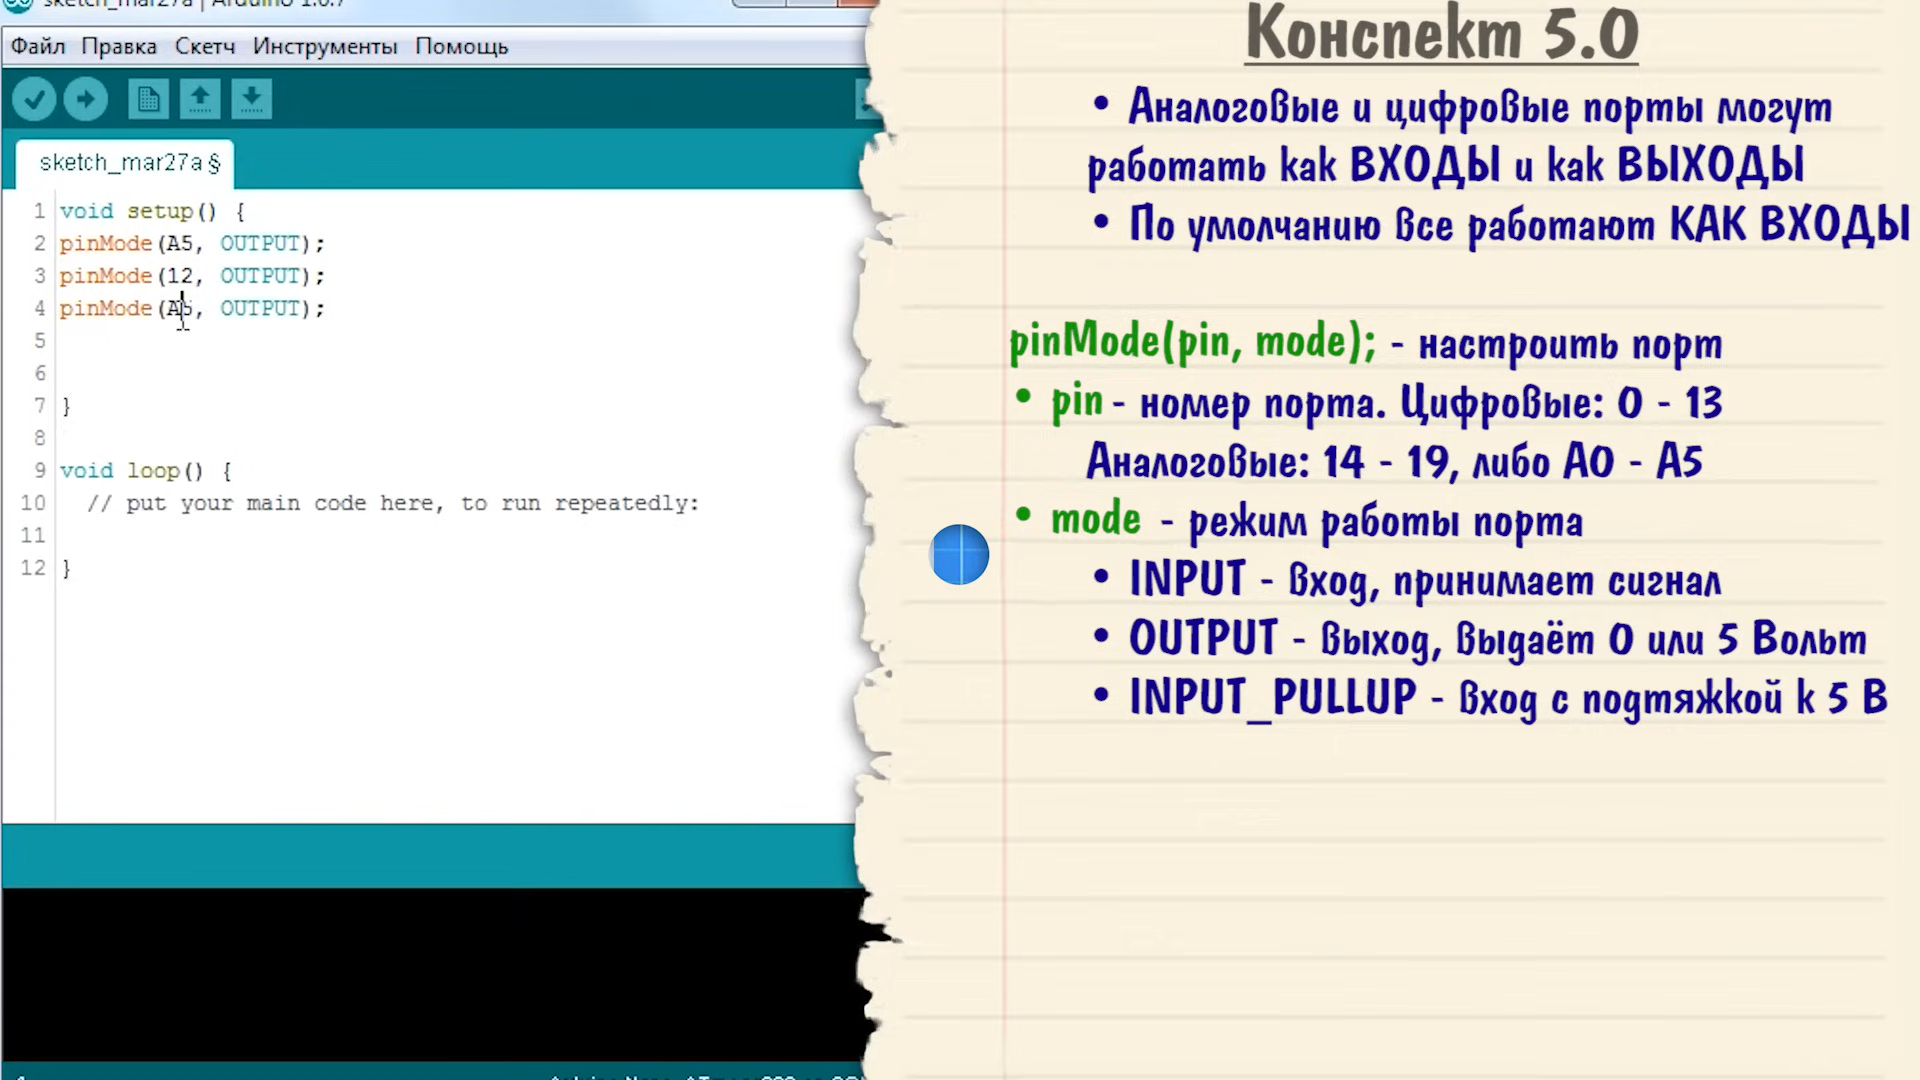 Файл Правка Скетч Инструменты Помощь
sketch_mar27a §
1 void setup() {
2 pinMode(A5, OUTPUT);
3 pinMode(12, OUTPUT);
4 pinMode(A5, OUTPUT);
5
6
7 }
8
9 void loop() {
10 // put your main code here, to run repeatedly:
11
12 }
Конспект 5.0
• Аналоговые и цифровые порты могут
работать как ВХОДЫ и как ВЫХОДЫ
• По умолчанию все работают КАК ВХОДЫ
pinMode(pin, mode); - настроить порт
• pin - номер порта. Цифровые: 0 - 13
Аналоговые: 14 - 19, либо А0 - А5
• mode - режим работы порта
• INPUT - вход, принимает сигнал
• OUTPUT - выход, выдаёт 0 или 5 Вольт
• INPUT_PULLUP - вход с подтяжкой к 5 В